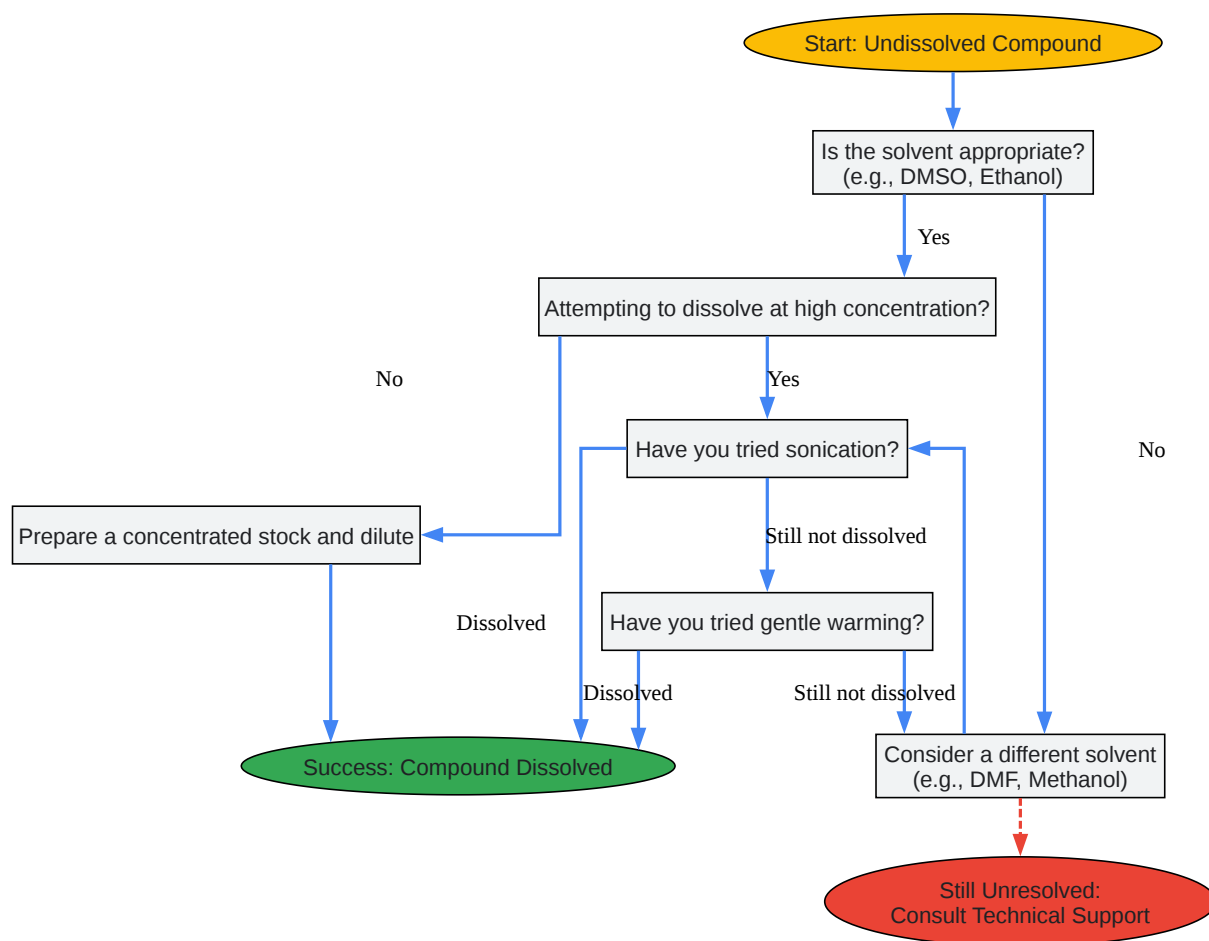 Start: Undissolved Compound
Is the solvent appropriate?
(e.g., DMSO, Ethanol)
Yes
Attempting to dissolve at high concentration?
No
Yes
Have you tried sonication?
No
Prepare a concentrated stock and dilute
Still not dissolved
Dissolved
Have you tried gentle warming?
Dissolved
Still not dissolved
Success: Compound Dissolved
Consider a different solvent
(e.g., DMF, Methanol)
Still Unresolved:
Consult Technical Support